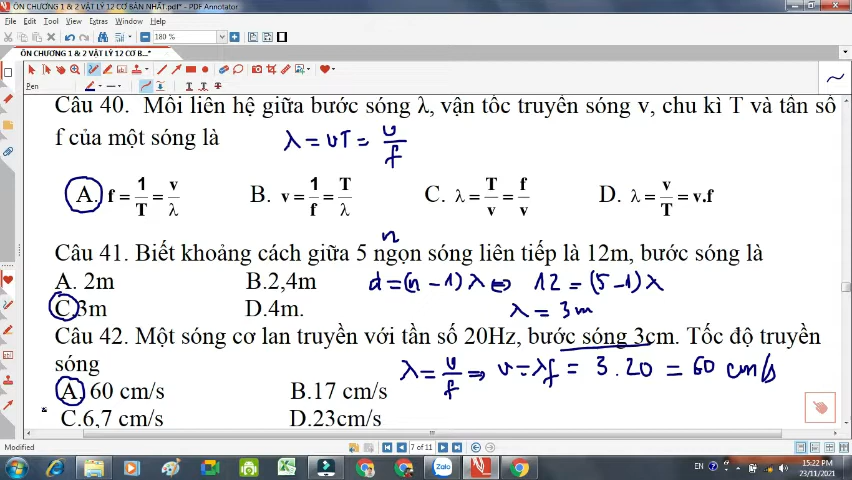 ÔN CHƯƠNG 1 & 2 VẬT LÝ 12 CƠ BẢN NHẤT.pdf* - PDF Annotator
File Edit Tool View Extras Window Help
180 %
ÔN CHƯƠNG 1 & 2 VẬT LÝ 12 CƠ B...*
Pen
Câu 40. Mối liên hệ giữa bước sóng λ, vận tốc truyền sóng v, chu kì T và tần số
f của một sóng là
λ = vT = v/f
A. f = 1/T = v/λ B. v = 1/f = T/λ C. λ = T/v = f/v D. λ = v/T = v.f
n
Câu 41. Biết khoảng cách giữa 5 ngọn sóng liên tiếp là 12m, bước sóng là
A. 2m B.2,4m d = (n - 1) λ ⇔ 12 = (5 - 1) λ
C.3m D.4m. λ = 3m
Câu 42. Một sóng cơ lan truyền với tần số 20Hz, bước sóng 3cm. Tốc độ truyền
sóng
λ = v/f ⇒ v = λf = 3.20 = 60 cm/s
A. 60 cm/s B.17 cm/s
C.6,7 cm/s D.23cm/s
7 of 11
Modified
Zalo
EN 15:22 PM
23/11/2021